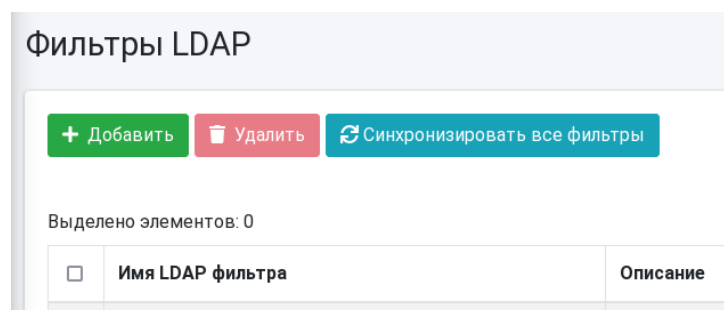 Фильтры LDAP
Добавить Удалить Синхронизировать все фильтры
Выделено элементов: 0
Имя LDAP фильтра Описание